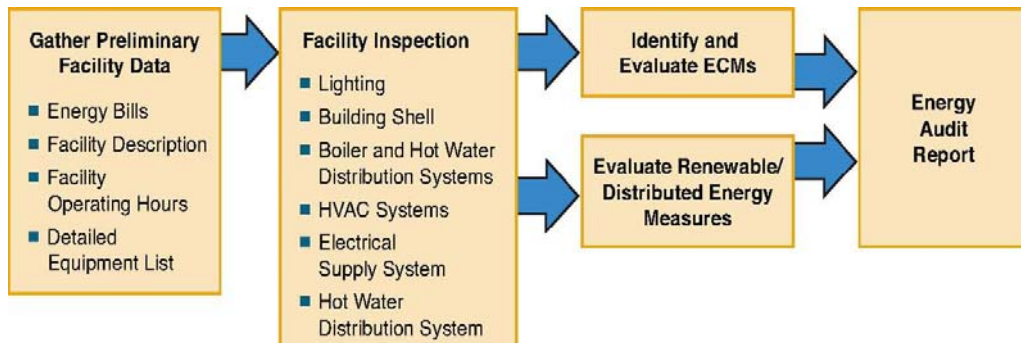 Gather Preliminary
Facility Data
■ Energy Bills
■ Facility Description
■ Facility
Operating Hours
■ Detailed
Equipment List
Facility Inspection
■ Lighting
■ Building Shell
■ Boiler and Hot Water
Distribution Systems
■ HVAC Systems
■ Electrical
Supply System
■ Hot Water
Distribution System
Identify and
Evaluate ECMs
Evaluate Renewable/
Distributed Energy
Measures
Energy
Audit
Report